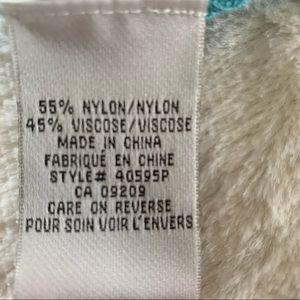 55% NYLON/NYLON
45% VISCOSE/VISCOSE
MADE IN CHINA
FABRIQUÉ EN CHINE
STYLE# 40595P
CA 09209
CARE ON REVERSE
POUR SOIN VOIR L'ENVERS